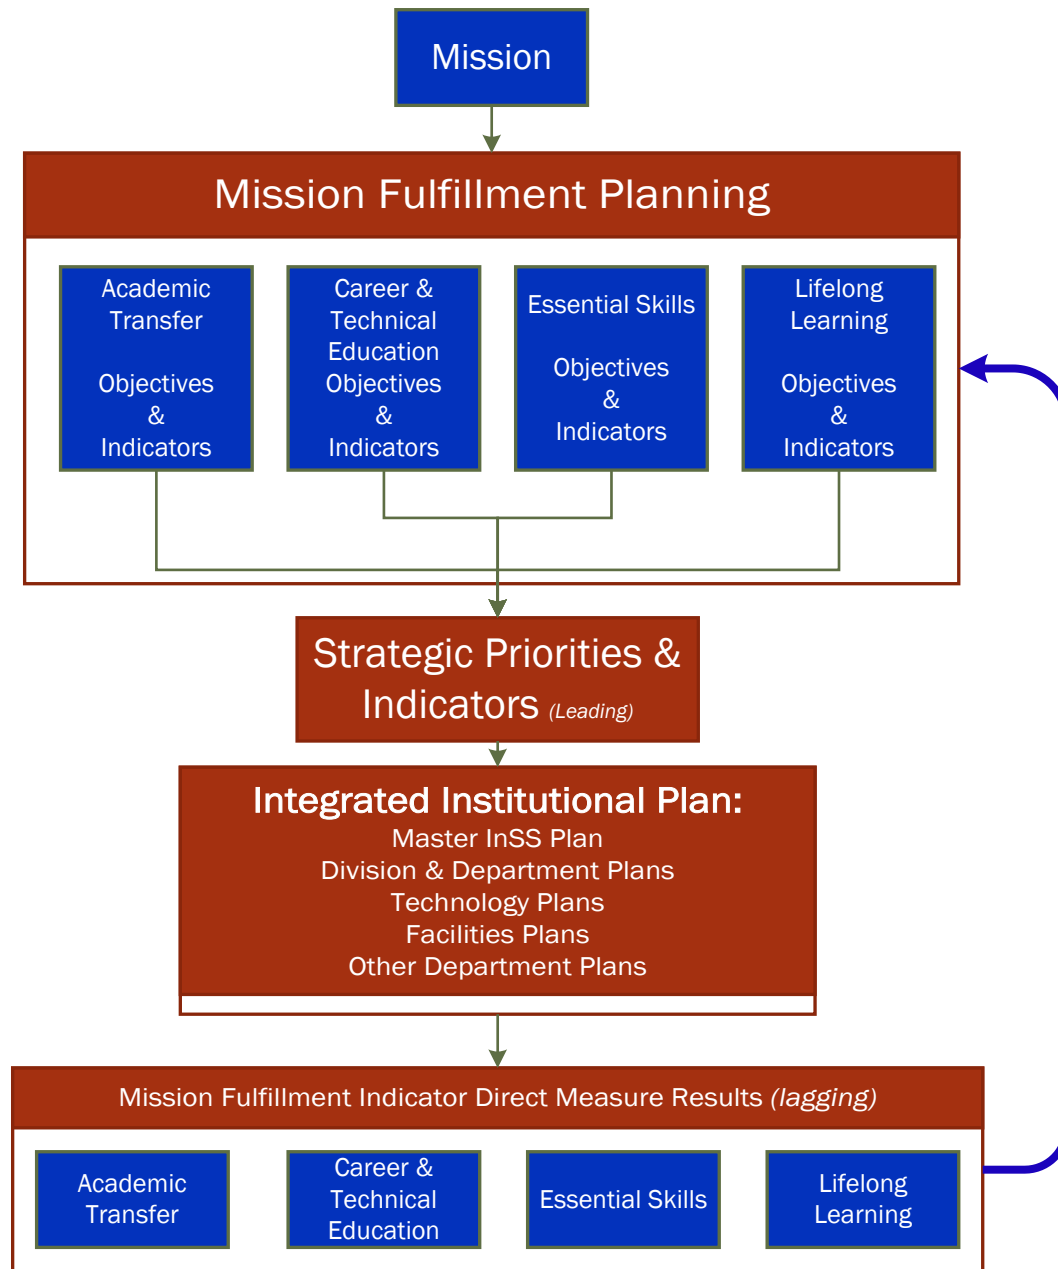 Mission
Mission Fulfillment Planning
Academic
Transfer
Objectives
&
Indicators
Career &
Technical
Education
Objectives
&
Indicators
Essential Skills
Objectives
&
Indicators
Lifelong
Learning
Objectives
&
Indicators
Strategic Priorities &
Indicators (Leading)
Integrated Institutional Plan:
Master InSS Plan
Division & Department Plans
Technology Plans
Facilities Plans
Other Department Plans
Mission Fulfillment Indicator Direct Measure Results (lagging)
Academic
Transfer
Career &
Technical
Education
Essential Skills
Lifelong
Learning